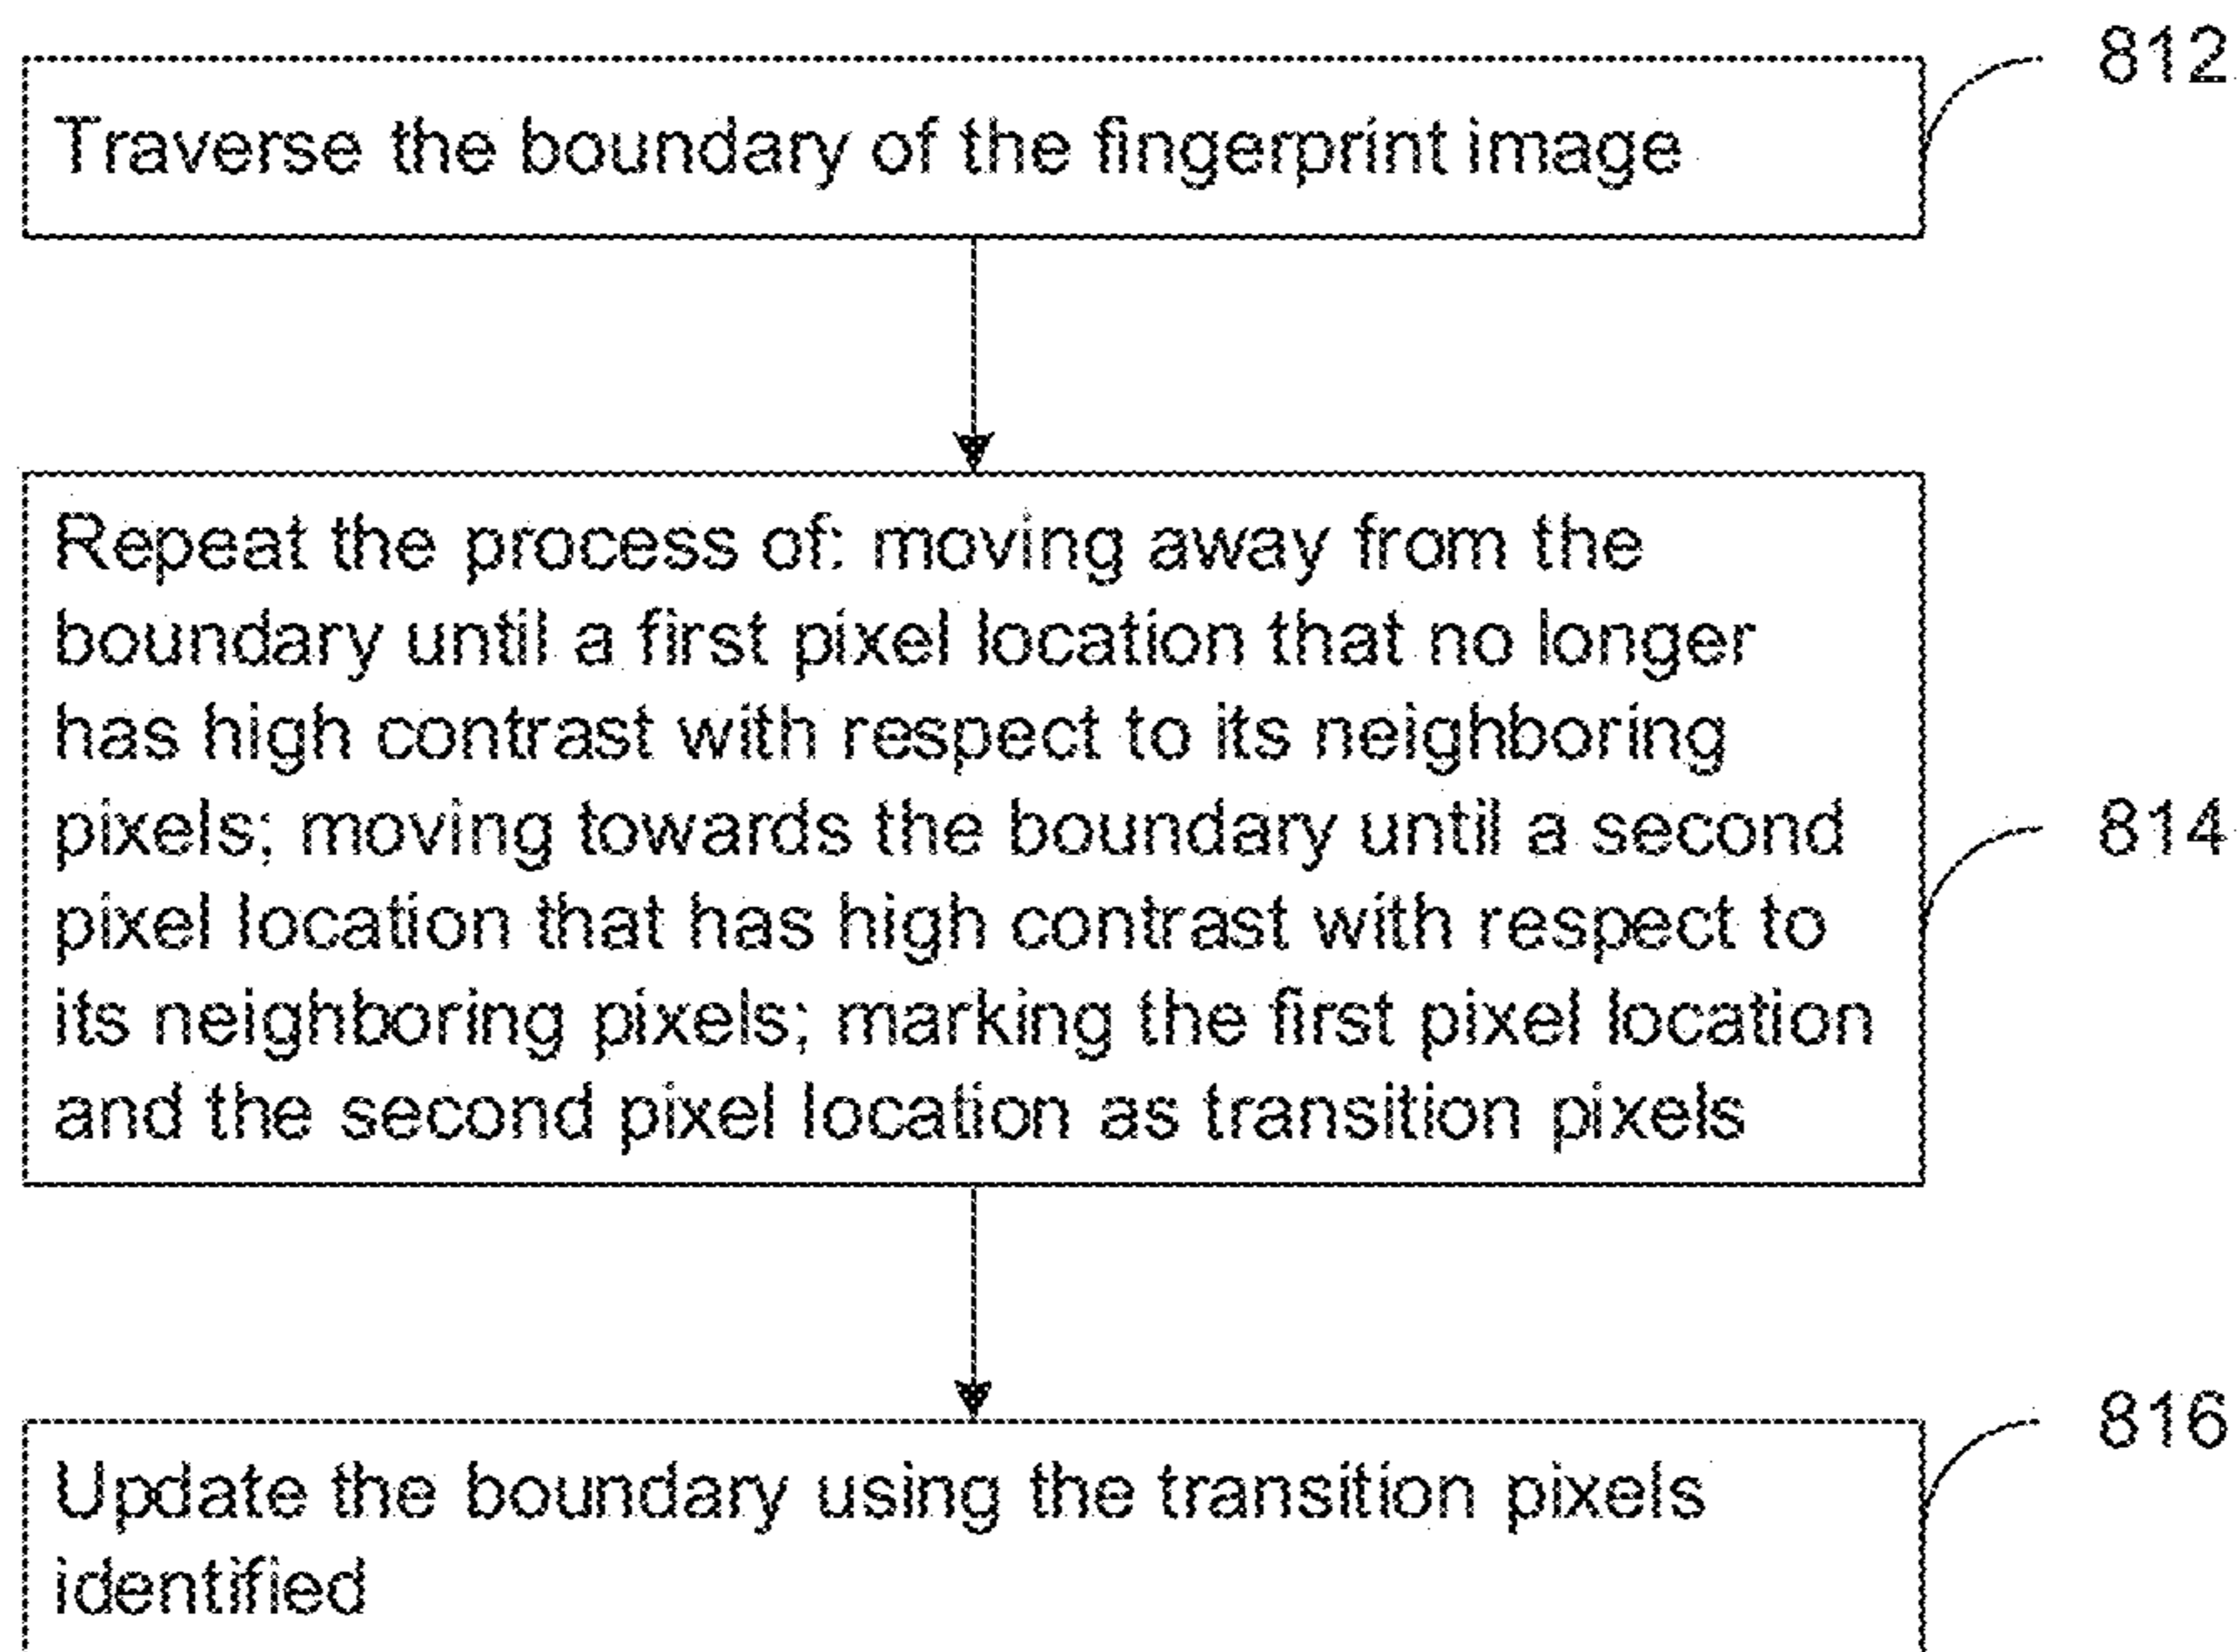 812
Traverse the boundary of the fingerprint image
Repeat the process of: moving away from the
boundary until a first pixel location that no longer
has high contrast with respect to its neighboring
pixels; moving towards the boundary until a second
814
pixel location that has high contrast with respect to
its neighboring pixels; marking the first pixel location
and the second pixel location as transition pixels
816
Update the boundary using the transition pixels
identified